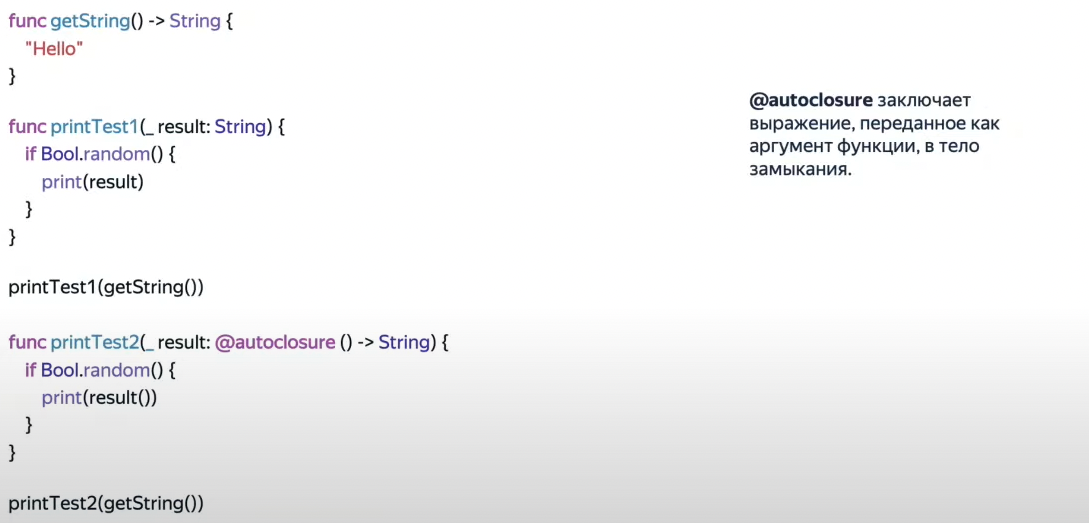 func getString() -> String {
"Hello"
}
func printTest1(_ result: String) {
if Bool.random() {
print(result)
}
}
printTest1(getString())
func printTest2(_ result: @autoclosure () -> String) {
if Bool.random() {
print(result())
}
}
printTest2(getString())
@autoclosure заключает
выражение, переданное как
аргумент функции, в тело
замыкания.